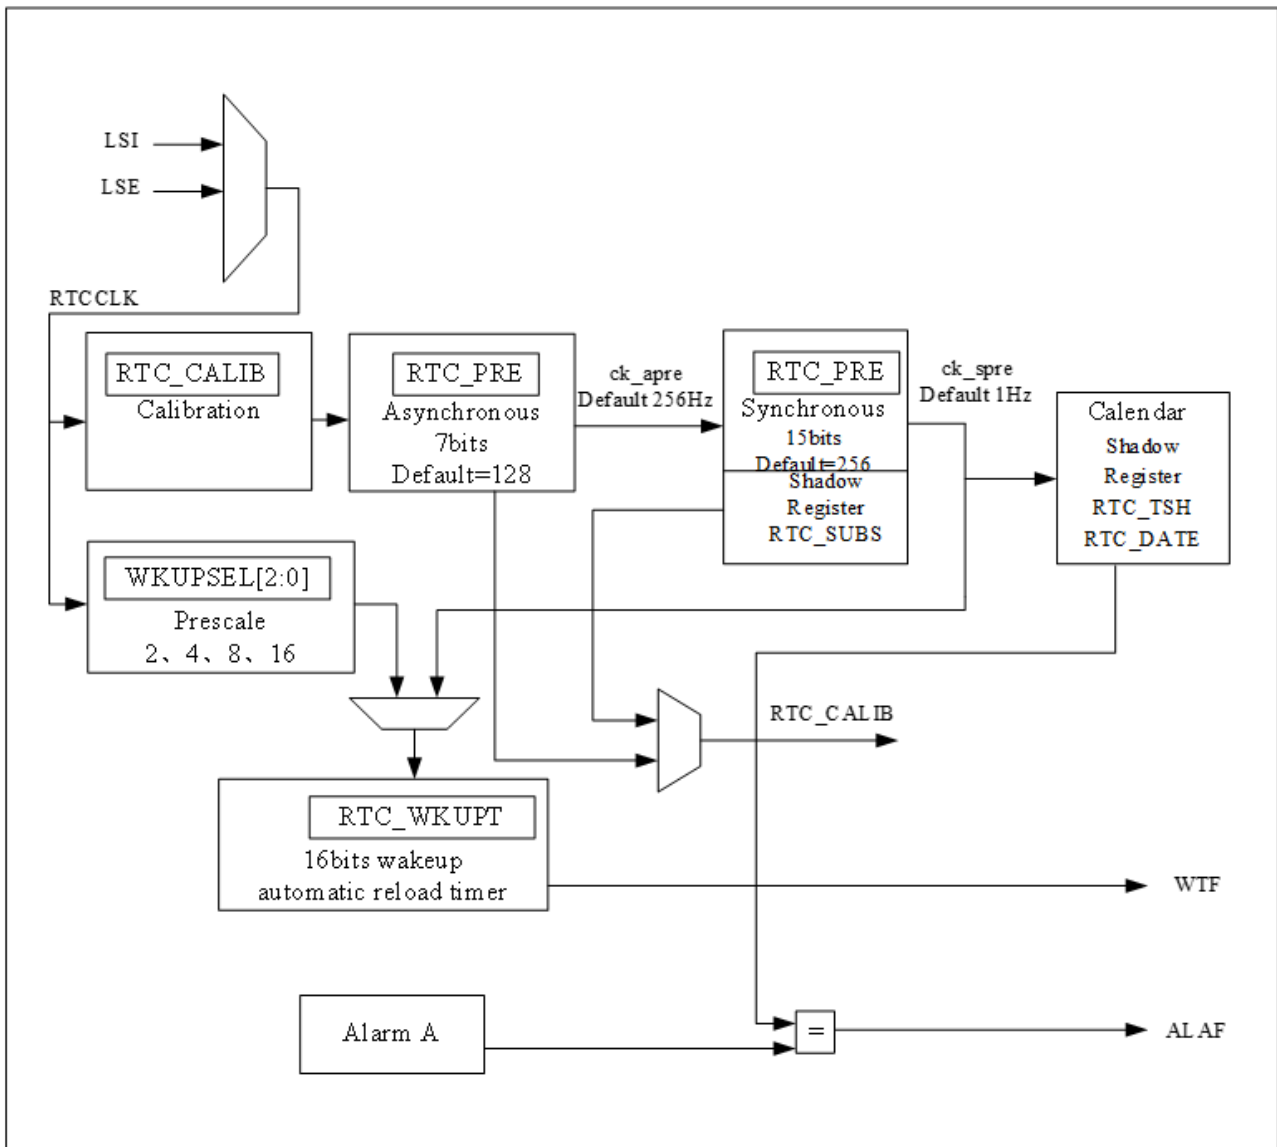 LSI
LSE
RTCCLK
RTC_CALIB
Calibration
RTC_PRE
Asynchronous
7bits
Default=128
ck_apre
Default 256Hz
RTC_PRE
Synchronous
15bits
Default=256
Shadow
Register
RTC_SUBS
ck_spre
Default 1Hz
Calendar
Shadow
Register
RTC_TSH
RTC_DATE
WKUPSEL[2:0]
Prescale
2、4、8、16
RTC_CALIB
RTC_WKUPT
16bits wakeup
automatic reload timer
WTF
Alarm A
=
ALAF